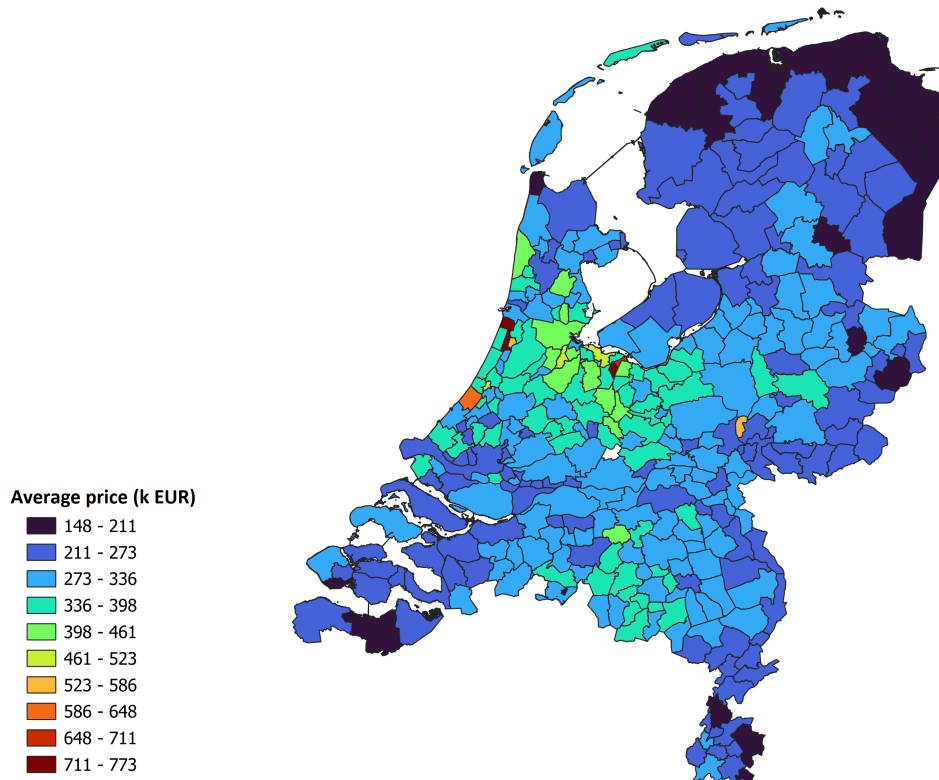 Average price (k EUR)
148 - 211
211 - 273
273 - 336
336 - 398
398 - 461
461 - 523
523 - 586
586 - 648
648 - 711
711 - 773